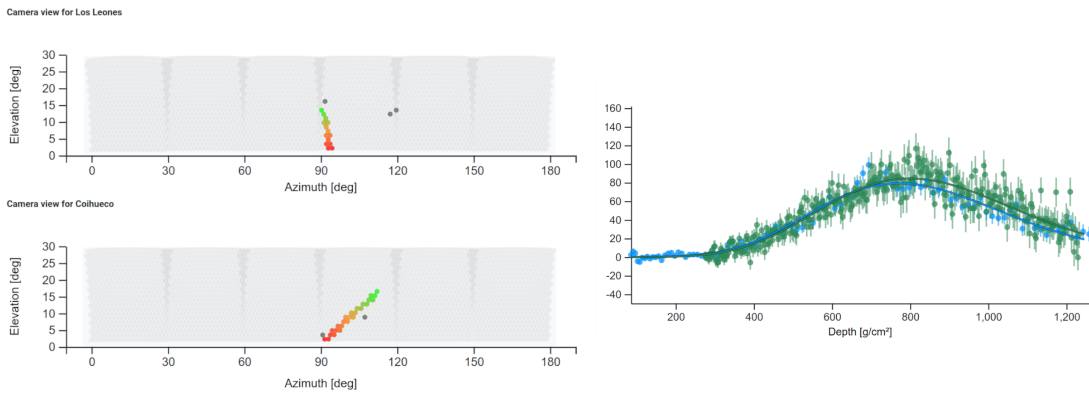 Camera view for Los Leones
30
25
20
15
10
5
0
Elevation [deg]
0 30 60 90 120 150 180
Azimuth [deg]
Camera view for Coihueco
30
25
20
15
10
5
0
Elevation [deg]
0 30 60 90 120 150 180
Azimuth [deg]
160
140
120
100
80
60
40
20
0
-20
-40
200 400 600 800 1,000 1,200
Depth [g/cm²]